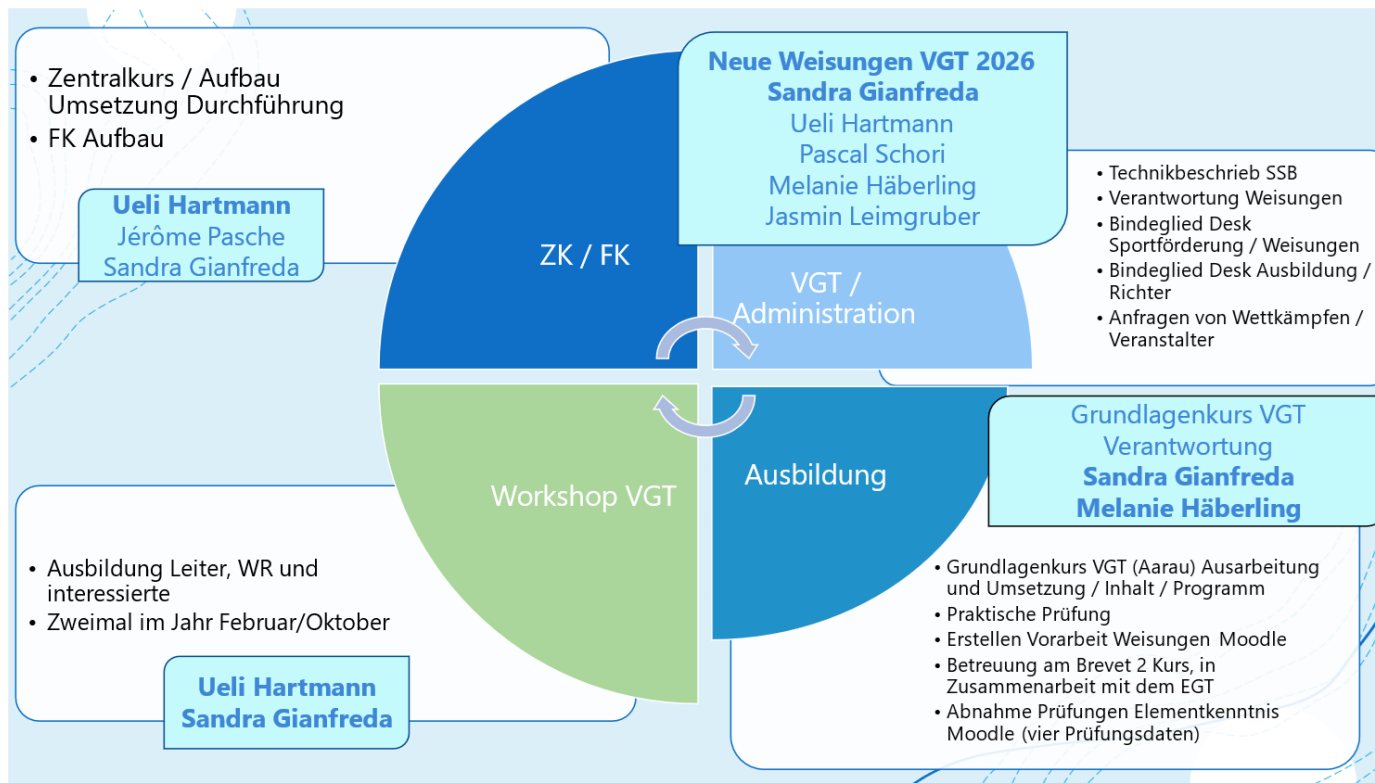 • Zentralkurs / Aufbau
Umsetzung Durchführung
• FK Aufbau
Ueli Hartmann
Jérôme Pasche
Sandra Gianfreda
ZK / FK
Neue Weisungen VGT 2026
Sandra Gianfreda
Ueli Hartmann
Pascal Schori
Melanie Häberling
Jasmin Leimgruber
VGT /
Administration
• Technikbeschrieb SSB
• Verantwortung Weisungen
• Bindeglied Desk
Sportförderung / Weisungen
• Bindeglied Desk Ausbildung /
Richter
• Anfragen von Wettkämpfen /
Veranstalter
Workshop VGT
• Ausbildung Leiter, WR und
interessierte
• Zweimal im Jahr Februar/Oktober
Ueli Hartmann
Sandra Gianfreda
Ausbildung
Grundlagenkurs VGT
Verantwortung
Sandra Gianfreda
Melanie Häberling
• Grundlagenkurs VGT (Aarau) Ausarbeitung
und Umsetzung / Inhalt / Programm
• Praktische Prüfung
• Erstellen Vorarbeit Weisungen Moodle
• Betreuung am Brevet 2 Kurs, in
Zusammenarbeit mit dem EGT
• Abnahme Prüfungen Elementkenntnis
Moodle (vier Prüfungsdaten)